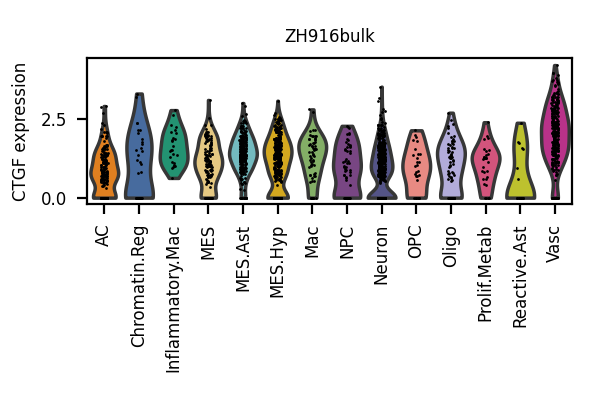 ZH916bulk
CTGF expression
2.5
0.0
AC
Chromatin.Reg
Inflammatory.Mac
MES
MES.Ast
MES.Hyp
Mac
NPC
Neuron
OPC
Oligo
Prolif.Metab
Reactive.Ast
Vasc